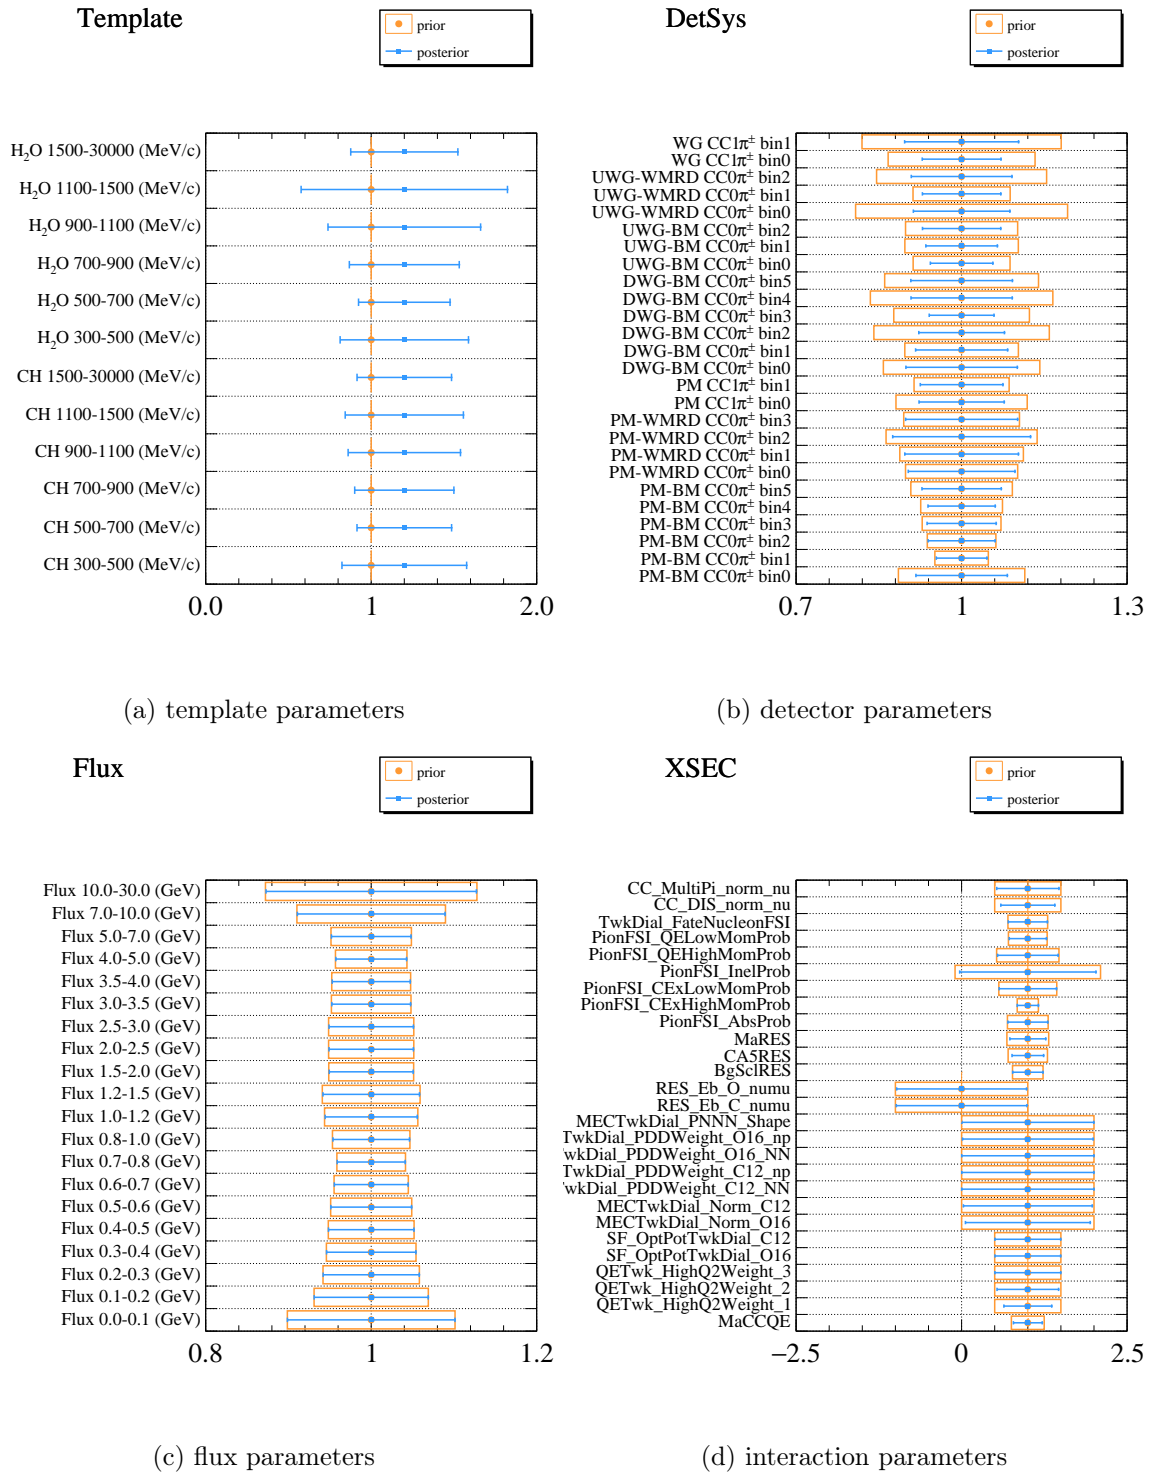 Template
prior
posterior
H₂O 1500-30000 (MeV/c)
H₂O 1100-1500 (MeV/c)
H₂O 900-1100 (MeV/c)
H₂O 700-900 (MeV/c)
H₂O 500-700 (MeV/c)
H₂O 300-500 (MeV/c)
CH 1500-30000 (MeV/c)
CH 1100-1500 (MeV/c)
CH 900-1100 (MeV/c)
CH 700-900 (MeV/c)
CH 500-700 (MeV/c)
CH 300-500 (MeV/c)
0.0 1 2.0
(a) template parameters
DetSys
prior
posterior
WG CC1π± bin1
WG CC1π± bin0
UWG-WMRD CC0π± bin2
UWG-WMRD CC0π± bin1
UWG-WMRD CC0π± bin0
UWG-BM CC0π± bin2
UWG-BM CC0π± bin1
UWG-BM CC0π± bin0
DWG-BM CC0π± bin5
DWG-BM CC0π± bin4
DWG-BM CC0π± bin3
DWG-BM CC0π± bin2
DWG-BM CC0π± bin1
DWG-BM CC0π± bin0
PM CC1π± bin1
PM CC1π± bin0
PM-WMRD CC0π± bin3
PM-WMRD CC0π± bin2
PM-WMRD CC0π± bin1
PM-WMRD CC0π± bin0
PM-BM CC0π± bin5
PM-BM CC0π± bin4
PM-BM CC0π± bin3
PM-BM CC0π± bin2
PM-BM CC0π± bin1
PM-BM CC0π± bin0
0.7 1 1.3
(b) detector parameters
Flux
prior
posterior
Flux 10.0-30.0 (GeV)
Flux 7.0-10.0 (GeV)
Flux 5.0-7.0 (GeV)
Flux 4.0-5.0 (GeV)
Flux 3.5-4.0 (GeV)
Flux 3.0-3.5 (GeV)
Flux 2.5-3.0 (GeV)
Flux 2.0-2.5 (GeV)
Flux 1.5-2.0 (GeV)
Flux 1.2-1.5 (GeV)
Flux 1.0-1.2 (GeV)
Flux 0.8-1.0 (GeV)
Flux 0.7-0.8 (GeV)
Flux 0.6-0.7 (GeV)
Flux 0.5-0.6 (GeV)
Flux 0.4-0.5 (GeV)
Flux 0.3-0.4 (GeV)
Flux 0.2-0.3 (GeV)
Flux 0.1-0.2 (GeV)
Flux 0.0-0.1 (GeV)
0.8 1 1.2
(c) flux parameters
XSEC
prior
posterior
CC_MultiPi_norm_nu
CC_DIS_norm_nu
TwkDial_FateNucleonFSI
PionFSI_QELowMomProb
PionFSI_QEHighMomProb
PionFSI_InelProb
PionFSI_CExLowMomProb
PionFSI_CExHighMomProb
PionFSI_AbsProb
MaRES
CA5RES
BgSclRES
RES_Eb_O_numu
RES_Eb_C_numu
MECTwkDial_PNNN_Shape
TwkDial_PDDWeight_O16_np
wkDial_PDDWeight_O16_NN
TwkDial_PDDWeight_C12_np
wkDial_PDDWeight_C12_NN
MECTwkDial_Norm_C12
MECTwkDial_Norm_O16
SF_OptPotTwkDial_C12
SF_OptPotTwkDial_O16
QETwk_HighQ2Weight_3
QETwk_HighQ2Weight_2
QETwk_HighQ2Weight_1
MaCCQE
−2.5 0 2.5
(d) interaction parameters